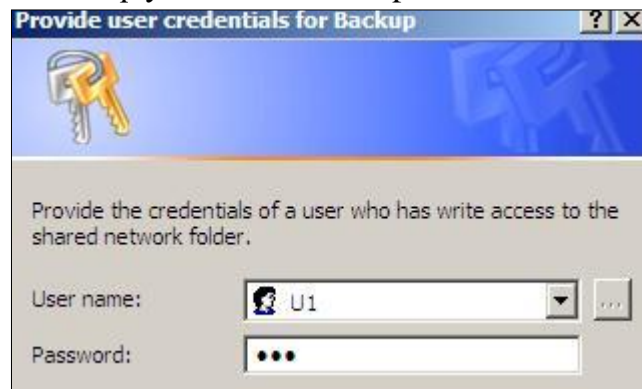 Provide user credentials for Backup
Provide the credentials of a user who has write access to the
shared network folder.
User name:
U1
...
Password:
•••